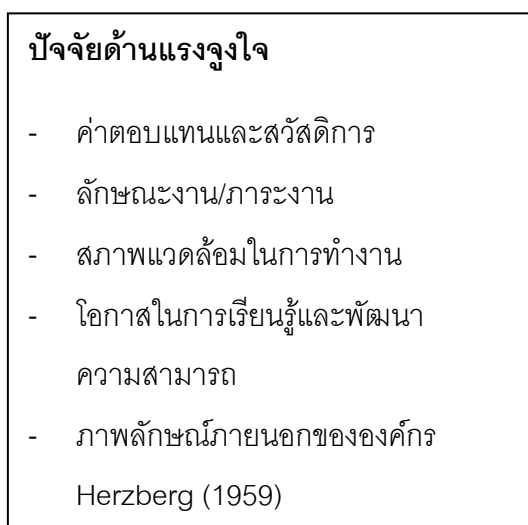 ปัจจัยด้านแรงจูงใจ
- ค่าตอบแทนและสวัสดิการ
- ลักษณะงาน/ภาระงาน
- สภาพแวดล้อมในการทำงาน
- โอกาสในการเรียนรู้และพัฒนา
ความสามารถ
- ภาพลักษณ์ภายนอกขององค์กร
Herzberg (1959)